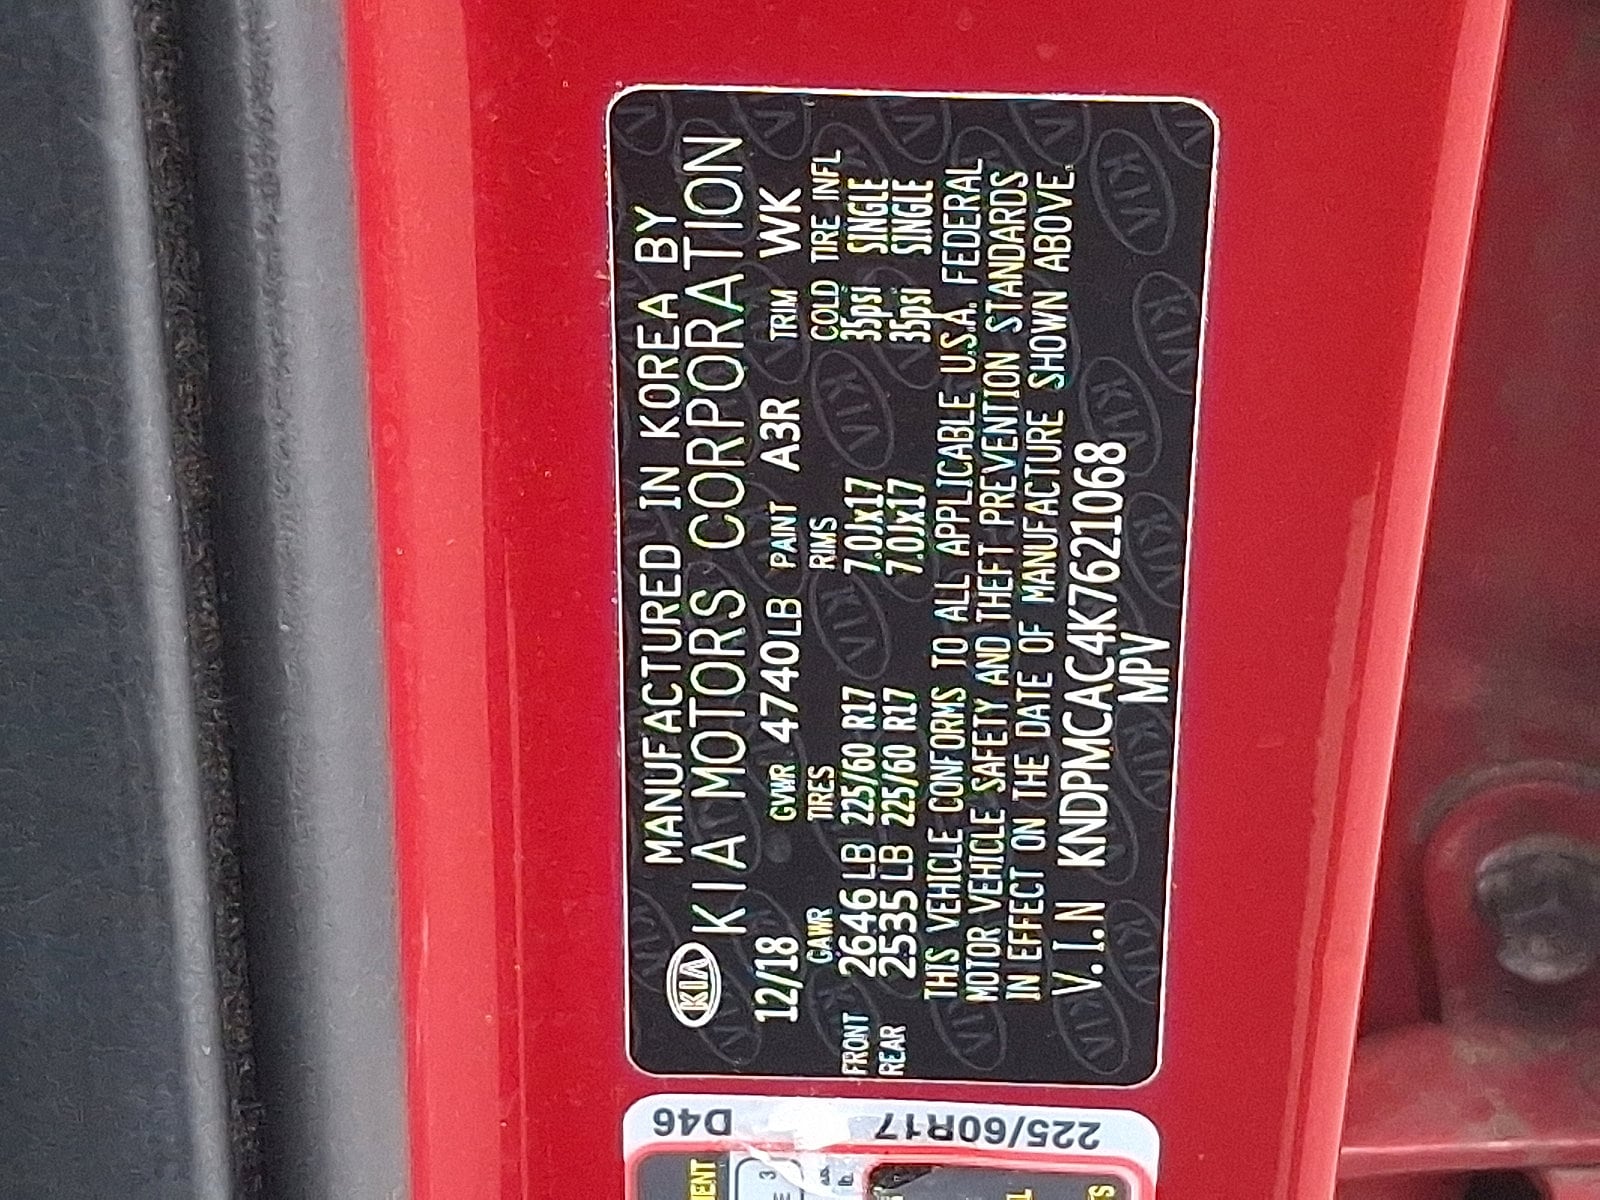 KIA
MANUFACTURED IN KOREA BY
KIA MOTORS CORPORATION
12/18 GVWR 4740LB PAINT A3R TRIM WK
GAWR TIRES RIMS COLD TIRE INFL
FRONT 2646LB 225/60 R17 7.0Jx17 35psi SINGLE
REAR 2535LB 225/60 R17 7.0Jx17 35psi SINGLE
THIS VEHICLE CONFORMS TO ALL APPLICABLE U.S.A. FEDERAL
MOTOR VEHICLE SAFETY AND THEFT PREVENTION STANDARDS
IN EFFECT ON THE DATE OF MANUFACTURE SHOWN ABOVE.
V.I.N KNDPMCAC4K7621068
MPV
D46
225/60R17